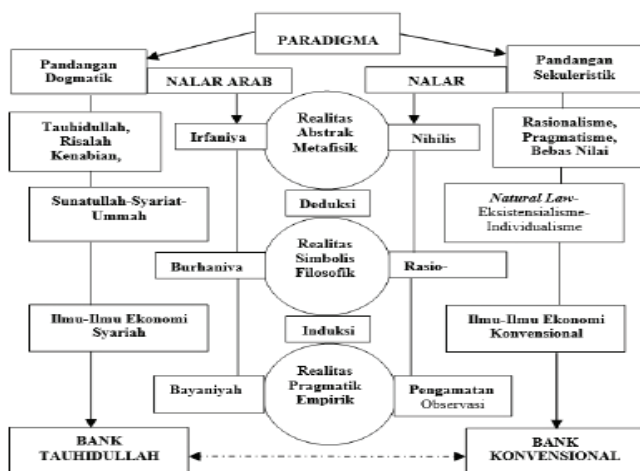 PARADIGMA
Pandangan
Dogmatik
NALAR ARAB
NALAR
Pandangan
Sekuleristik
Tauhidullah,
Risalah
Kenabian,
Irfaniya
Realitas
Abstrak
Metafisik
Nihilis
Rasionalisme,
Pragmatisme,
Bebas Nilai
Sunatullah-Syariat-
Ummah
Deduksi
Natural Law-
Eksistensialisme-
Individualisme
Burhaniva
Realitas
Simbolis
Filosofik
Rasio-
Ilmu-Ilmu Ekonomi
Syariah
Induksi
Ilmu-Ilmu Ekonomi
Konvensional
Bayaniyah
Realitas
Pragmatik
Empirik
Pengamatan
Observasi
BANK
TAUHIDULLAH
BANK
KONVENSIONAL